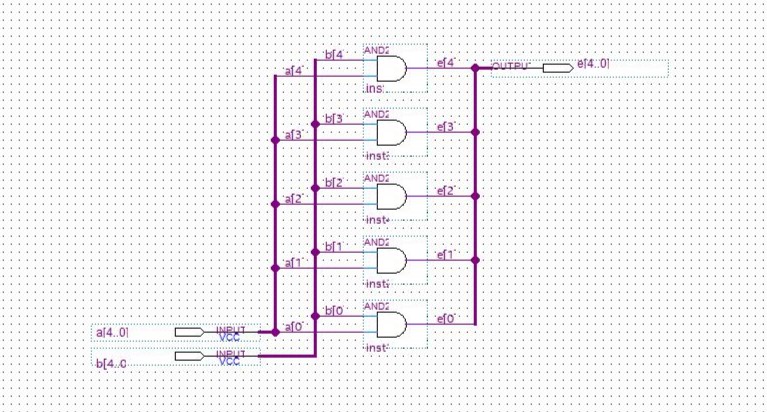 b[4]
AND2
e[4]
OUTPUT
e[4..0]
a[4]
inst
b[3]
AND2
e[3]
a[3]
inst
b[2]
AND2
e[2]
a[2]
inst
b[1]
AND2
e[1]
a[1]
inst
b[0]
AND2
e[0]
a[4..0]
INPUT
VCC
a[0]
inst
b[4..0
INPUT
VCC